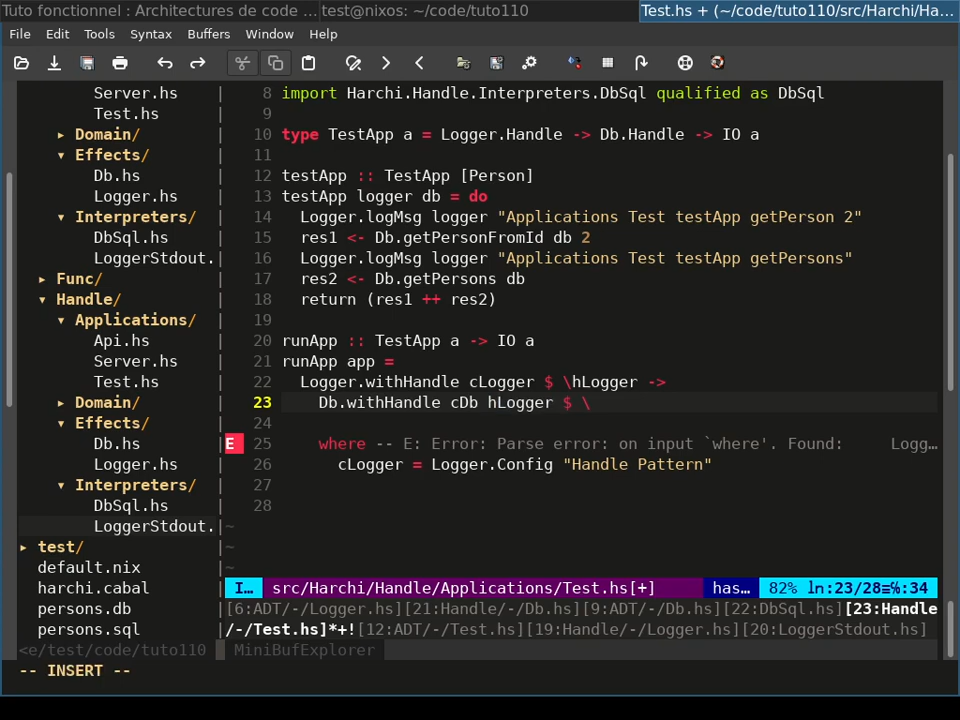 Tuto fonctionnel : Architectures de code ... test@nixos: ~/code/tuto110 Test.hs + (~/code/tuto110/src/Harchi/Ha...
File Edit Tools Syntax Buffers Window Help
Server.hs | 8 import Harchi.Handle.Interpreters.DbSql qualified as DbSql
Test.hs | 9
▸ Domain/ | 10 type TestApp a = Logger.Handle -> Db.Handle -> IO a
▾ Effects/ | 11
Db.hs | 12 testApp :: TestApp [Person]
Logger.hs | 13 testApp logger db = do
▾ Interpreters/ | 14 Logger.logMsg logger "Applications Test testApp getPerson 2"
DbSql.hs | 15 res1 <- Db.getPersonFromId db 2
LoggerStdout. | 16 Logger.logMsg logger "Applications Test testApp getPersons"
▸ Func/ | 17 res2 <- Db.getPersons db
▾ Handle/ | 18 return (res1 ++ res2)
▾ Applications/ | 19
Api.hs | 20 runApp :: TestApp a -> IO a
Server.hs | 21 runApp app =
Test.hs | 22 Logger.withHandle cLogger $ \hLogger ->
▸ Domain/ | 23 Db.withHandle cDb hLogger $ \
▾ Effects/ | 24
Db.hs |E 25 where -- E: Error: Parse error: on input `where'. Found: Logg…
Logger.hs | 26 cLogger = Logger.Config "Handle Pattern"
▾ Interpreters/ | 27
DbSql.hs | 28
LoggerStdout.|~
▸ test/ |~
default.nix |~
harchi.cabal | I… src/Harchi/Handle/Applications/Test.hs[+] has… 82% ln:23/28≡%:34
persons.db |[6:ADT/-/Logger.hs][21:Handle/-/Db.hs][9:ADT/-/Db.hs][22:DbSql.hs][23:Handle
persons.sql |/-/Test.hs]*+![12:ADT/-/Test.hs][19:Handle/-/Logger.hs][20:LoggerStdout.hs]
<e/test/code/tuto110 MiniBufExplorer
-- INSERT --